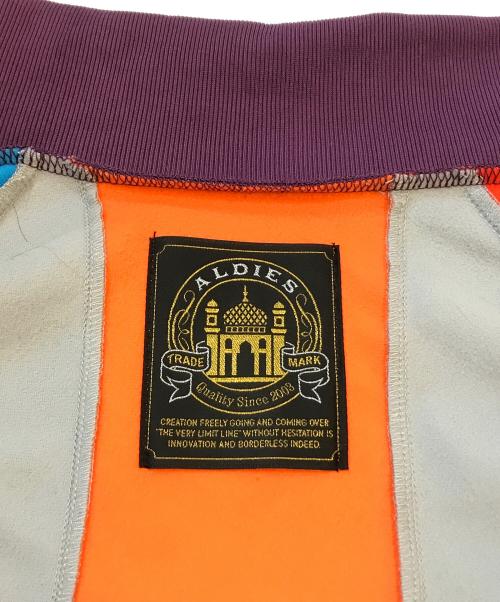 ALDIES
TRADE MARK
Quality Since 2003
CREATION FREELY GOING AND COMING OVER
"THE VERY LIMIT LINE" WITHOUT HESITATION IS
INNOVATION AND BORDERLESS INDEED.